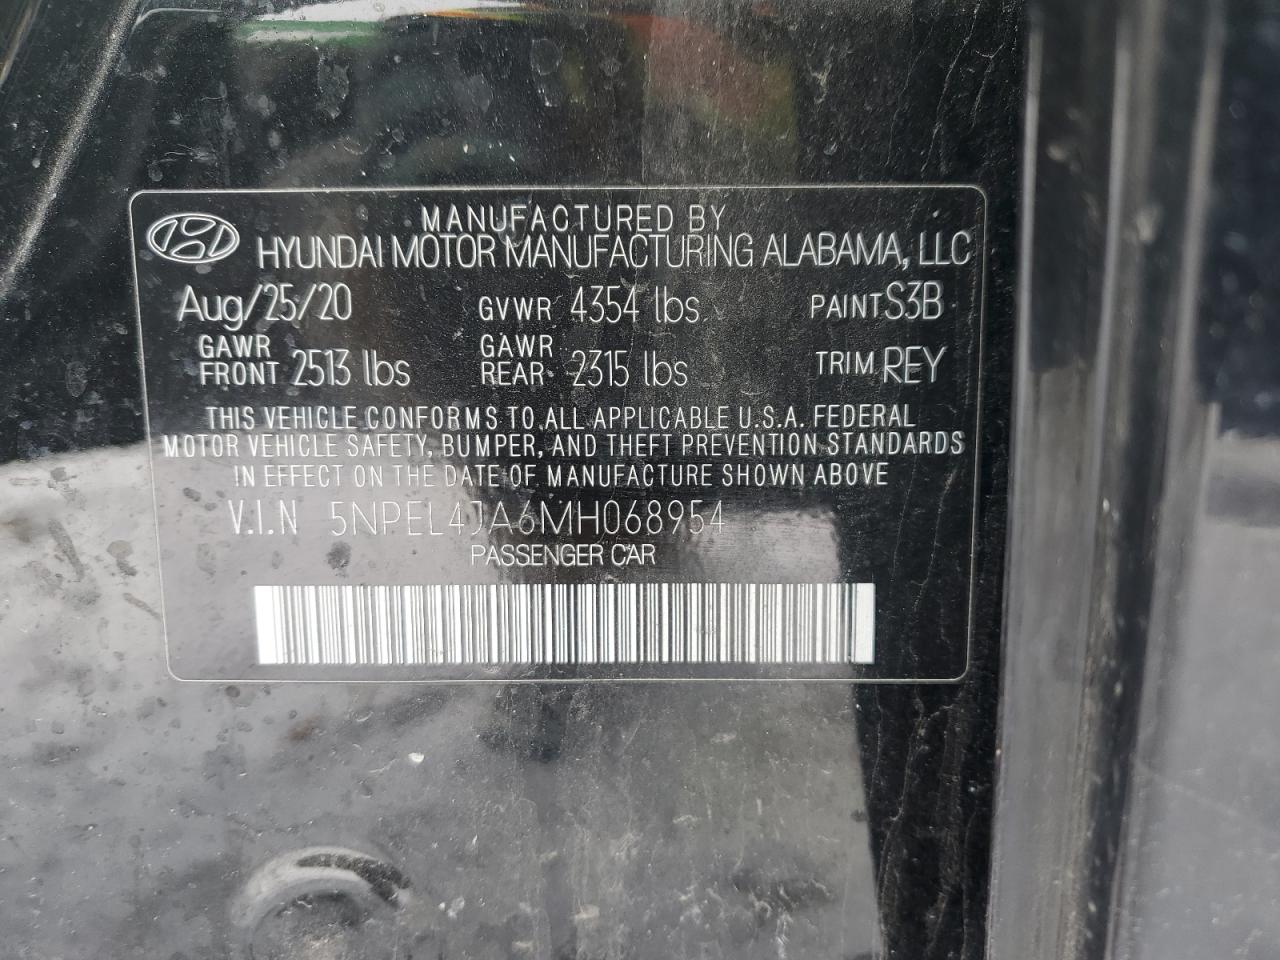 MANUFACTURED BY
HYUNDAI MOTOR MANUFACTURING ALABAMA, LLC
Aug/25/20 GVWR 4354 lbs. PAINT S3B
GAWR FRONT 2513 lbs GAWR REAR 2315 lbs TRIM REY
THIS VEHICLE CONFORMS TO ALL APPLICABLE U.S.A. FEDERAL
MOTOR VEHICLE SAFETY, BUMPER, AND THEFT PREVENTION STANDARDS
IN EFFECT ON THE DATE OF MANUFACTURE SHOWN ABOVE
V.I.N 5NPEL4JA6MH068954
PASSENGER CAR